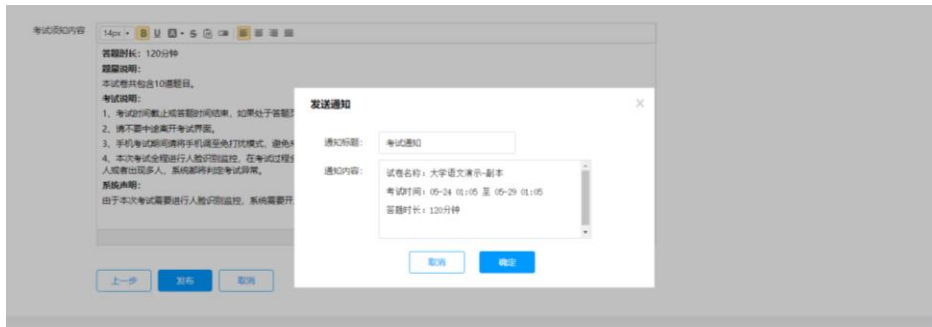 考试须知内容
14px
B U S
答题时长：120分钟
题量说明：
本试卷共包含10道题目。
考试说明：
1、考试时间截止或答题时间结束，如果处于答题页
2、请不要中途离开考试界面。
3、手机考试期间请将手机调至免打扰模式，避免
4、本次考试全程进行人脸识别监控，在考试过程
人或者出现多人，系统都将判定考试异常。
系统声明：
由于本次考试需要进行人脸识别监控，系统需要开
上一步
发布
取消
发送通知
通知标题：
考试通知
通知内容：
试卷名称：大学语文演示-副本
考试时间：05-24 01:05 至 05-29 01:05
答题时长：120分钟
取消
确定